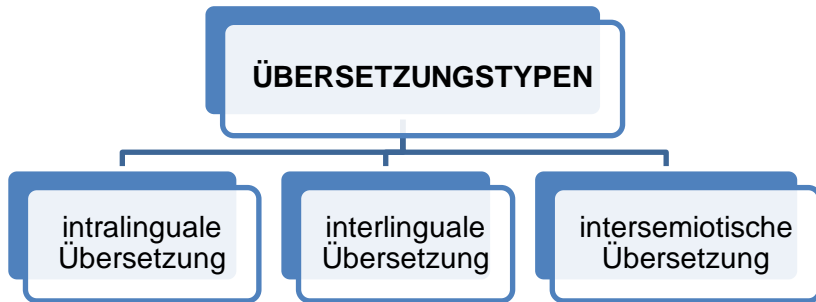 ÜBERSETZUNGSTYPEN
intralinguale
Übersetzung
interlinguale
Übersetzung
intersemiotische
Übersetzung